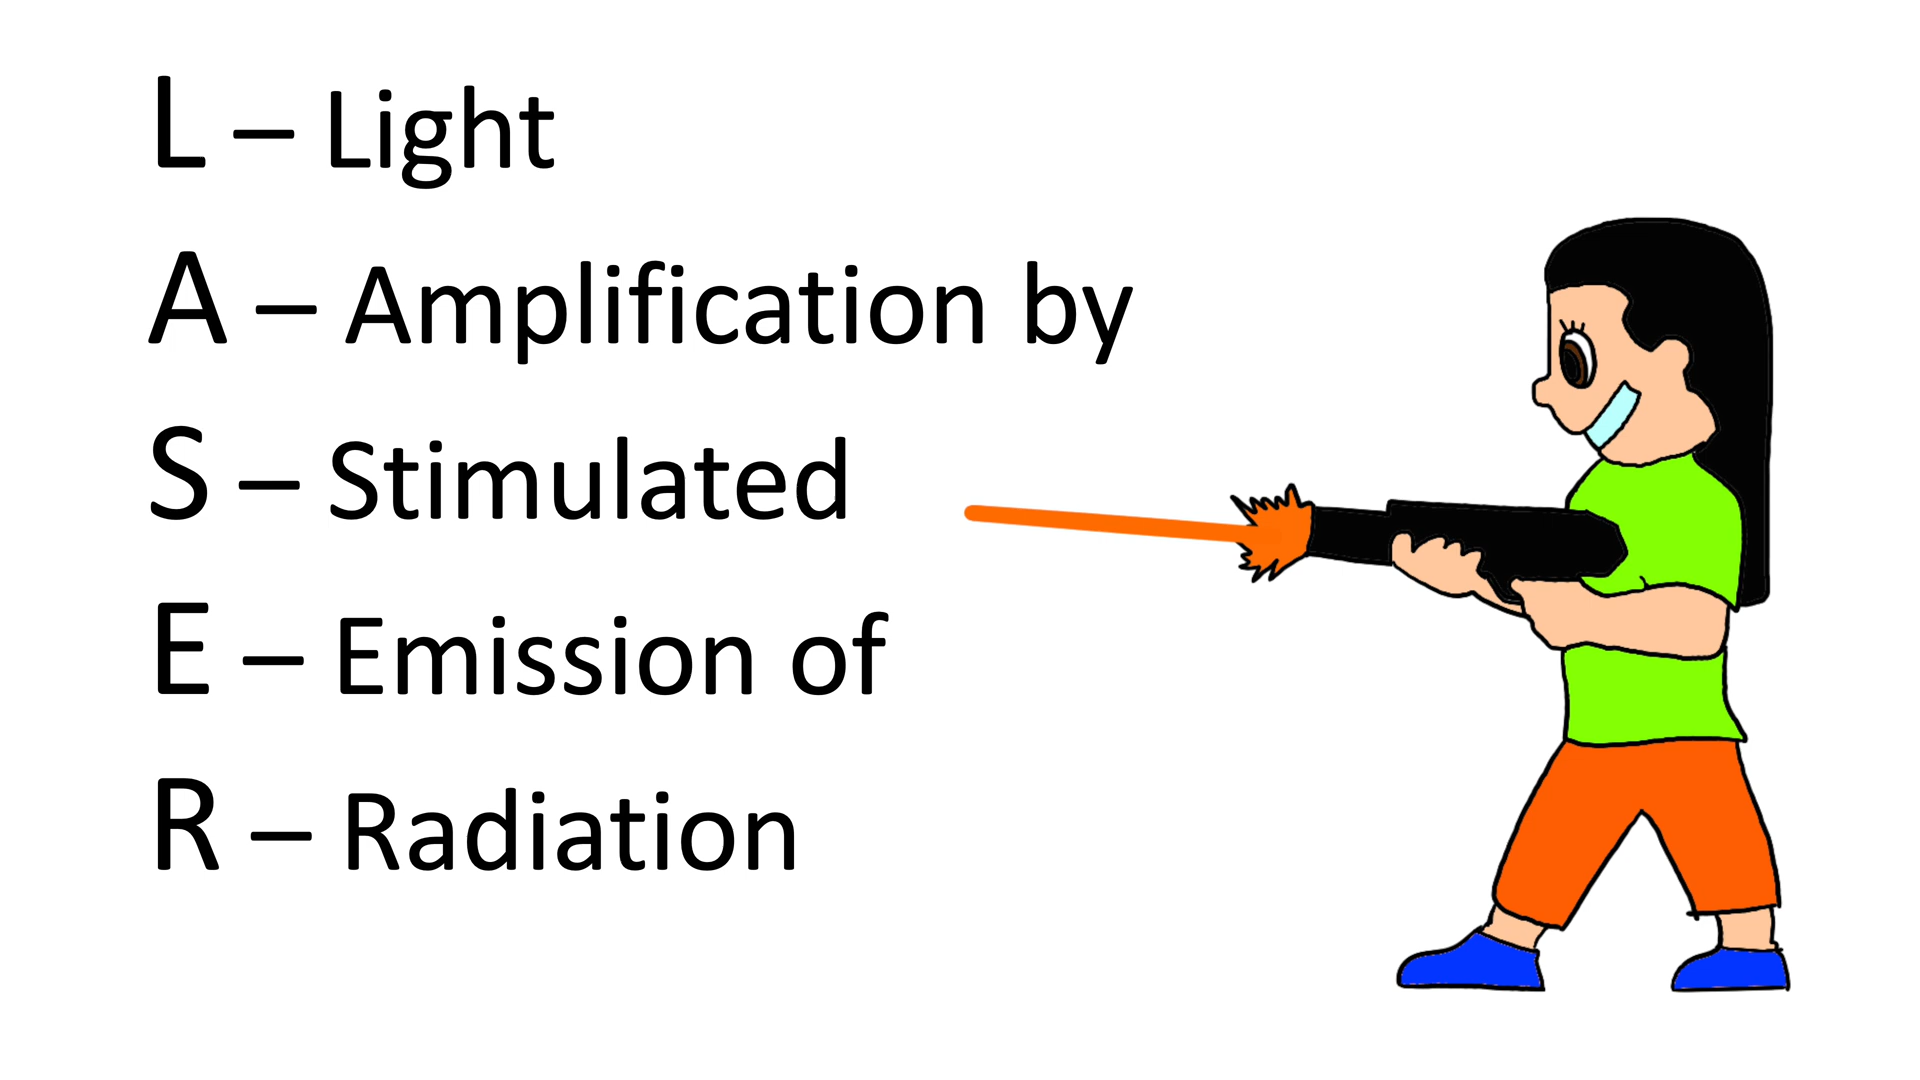 L – Light
A – Amplification by
S – Stimulated
E – Emission of
R – Radiation